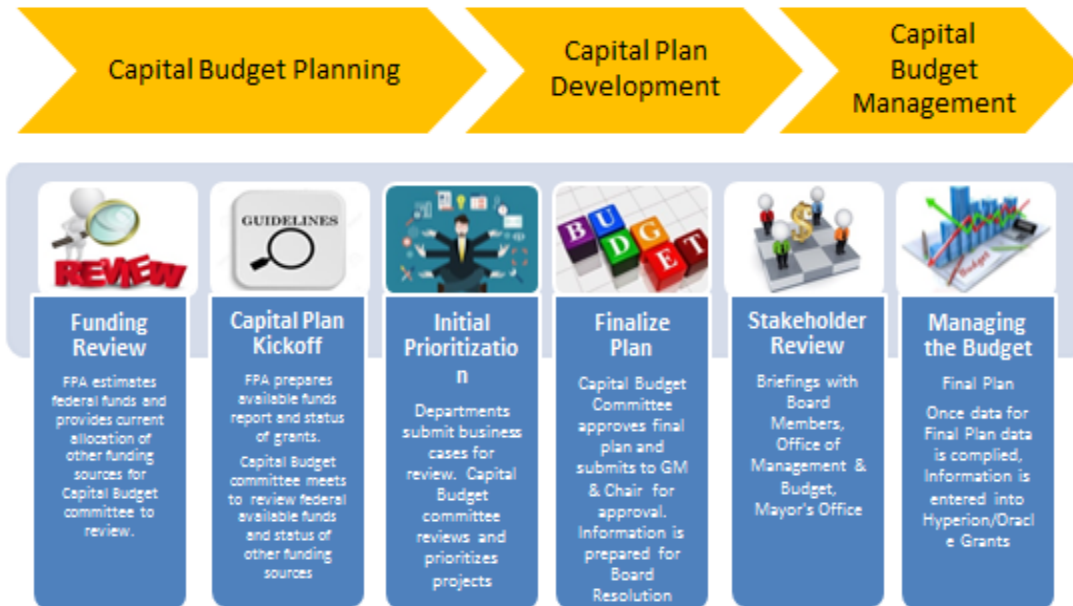 Capital Budget Planning
Capital Plan
Development
Capital
Budget
Management
REVIEW
GUIDELINES
BUDGET
Budget
Funding
Review
FPA estimates
federal funds and
provides current
allocation of
other funding
sources for
Capital Budget
committee to
review.
Capital Plan
Kickoff
FPA prepares
available funds
report and status
of grants.
Capital Budget
committee meets
to review federal
available funds
and status of
other funding
sources
Initial
Prioritizatio
n
Departments
submit business
cases for
review. Capital
Budget
committee
reviews and
prioritizes
projects
Finalize
Plan
Capital Budget
Committee
approves final
plan and
submits to GM
& Chair for
approval.
Information is
prepared for
Board
Resolution
Stakeholder
Review
Briefings with
Board
Members,
Office of
Management &
Budget,
Mayor's Office
Managing
the Budget
Final Plan
Once data for
Final Plan data
is complied,
Information is
entered into
Hyperion/Oracl
e Grants